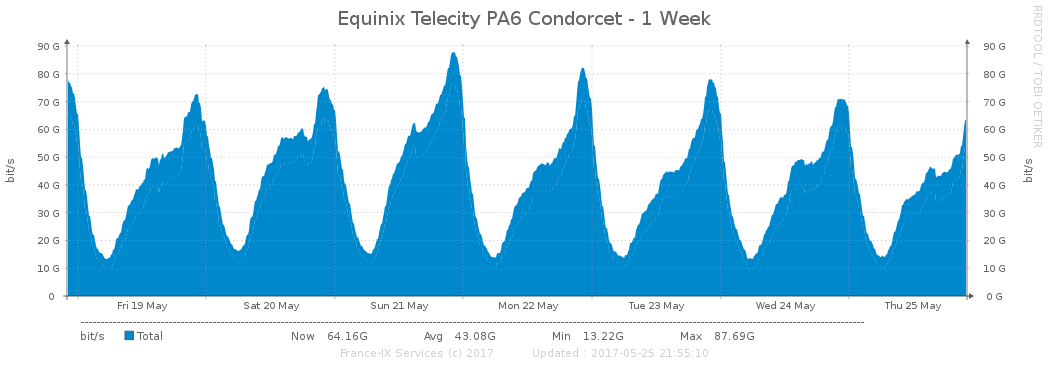 Equinix Telecity PA6 Condorcet - 1 Week
RRDTOOL / TOBI OETIKER
bit/s
90 G
80 G
70 G
60 G
50 G
40 G
30 G
20 G
10 G
0
90 G
80 G
70 G
60 G
50 G
40 G
30 G
20 G
10 G
0 G
bit/s
Fri 19 May Sat 20 May Sun 21 May Mon 22 May Tue 23 May Wed 24 May Thu 25 May
bit/s Total Now 64.16G Avg 43.08G Min 13.22G Max 87.69G
France-IX Services (c) 2017 Updated : 2017-05-25 21:55:10